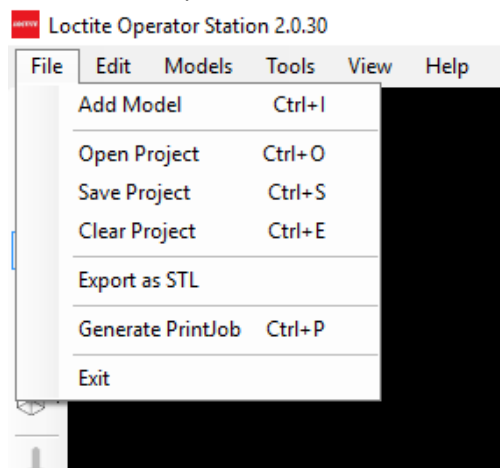 LOCTITE Loctite Operator Station 2.0.30
File Edit Models Tools View Help
Add Model Ctrl+I
Open Project Ctrl+O
Save Project Ctrl+S
Clear Project Ctrl+E
Export as STL
Generate PrintJob Ctrl+P
Exit